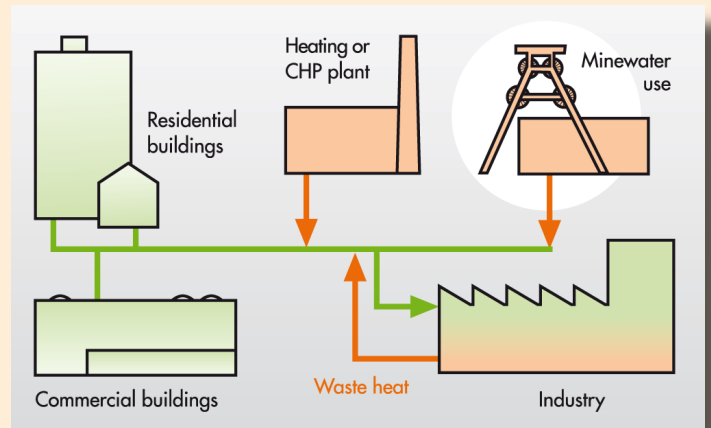 Heating or
CHP plant
Minewater
use
Residential
buildings
Waste heat
Commercial buildings
Industry